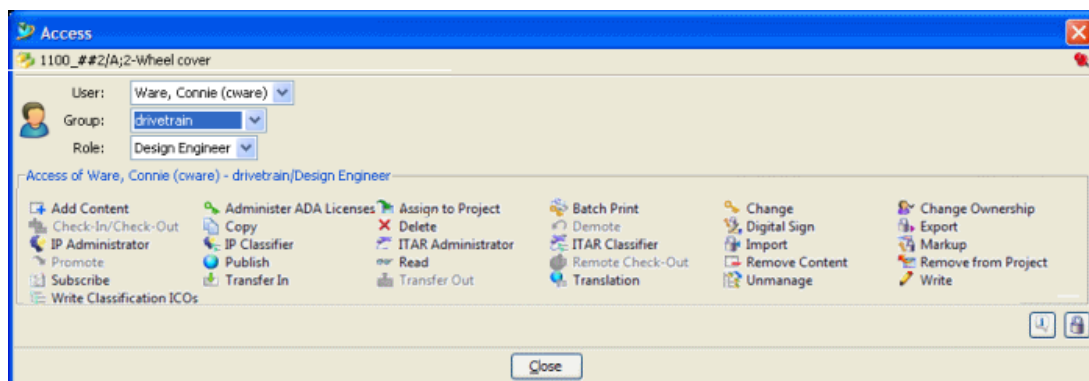 Access
1100_##2/A;2-Wheel cover
User: Ware, Connie (cware)
Group: drivetrain
Role: Design Engineer
Access of Ware, Connie (cware) - drivetrain/Design Engineer
Add Content Administer ADA Licenses Assign to Project Batch Print Change Change Ownership
Check-In/Check-Out Copy Delete Demote Digital Sign Export
IP Administrator IP Classifier ITAR Administrator ITAR Classifier Import Markup
Promote Publish Read Remote Check-Out Remove Content Remove from Project
Subscribe Transfer In Transfer Out Translation Unmanage Write
Write Classification ICOs
Close